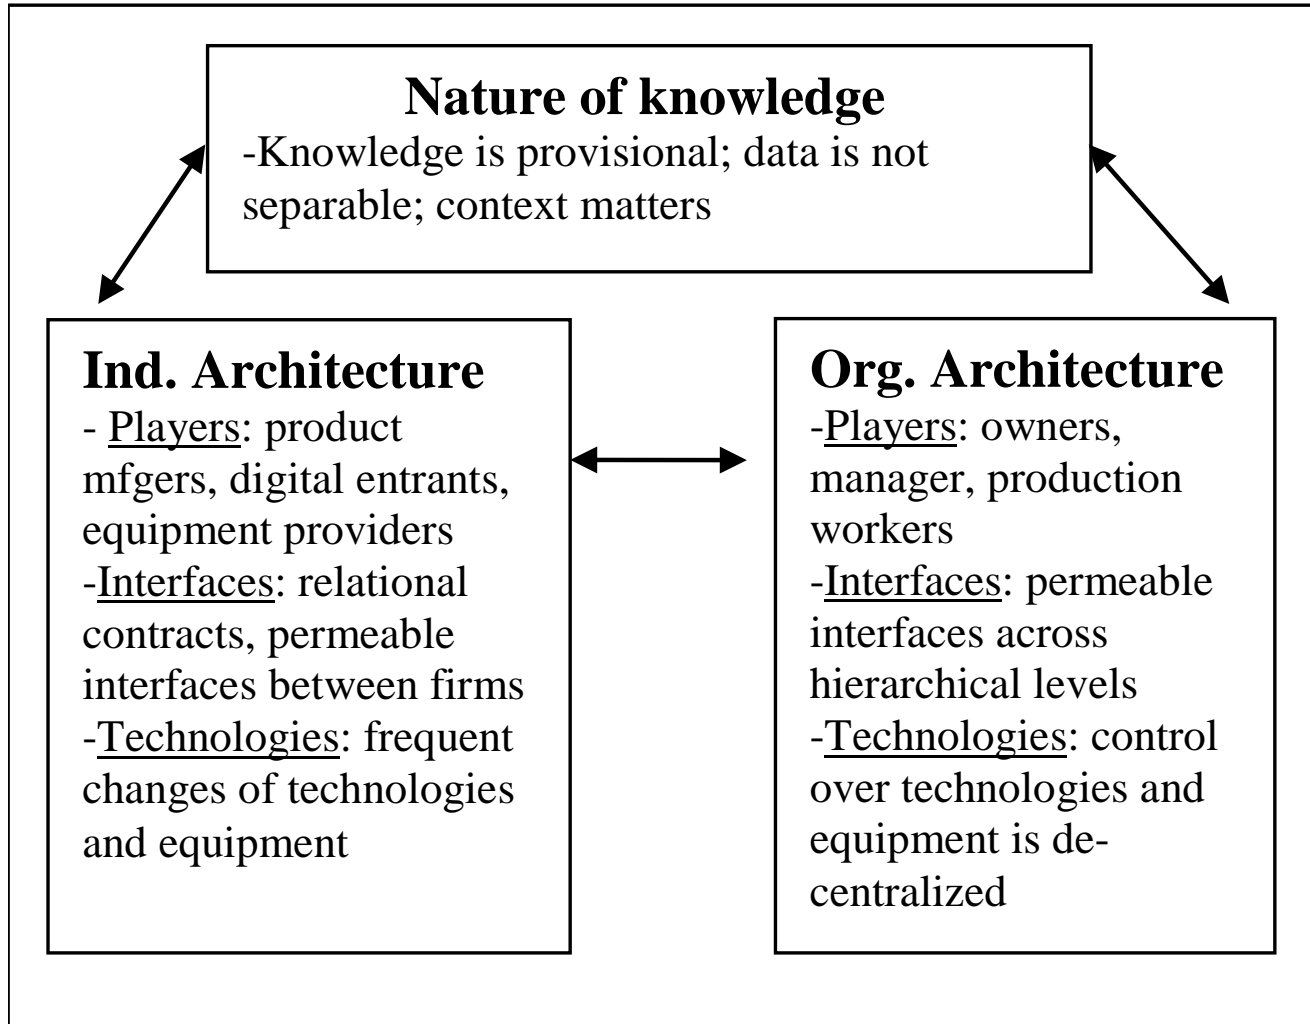 Nature of knowledge
-Knowledge is provisional; data is not
separable; context matters
Ind. Architecture
- Players: product
mfgers, digital entrants,
equipment providers
-Interfaces: relational
contracts, permeable
interfaces between firms
-Technologies: frequent
changes of technologies
and equipment
Org. Architecture
-Players: owners,
manager, production
workers
-Interfaces: permeable
interfaces across
hierarchical levels
-Technologies: control
over technologies and
equipment is de-
centralized